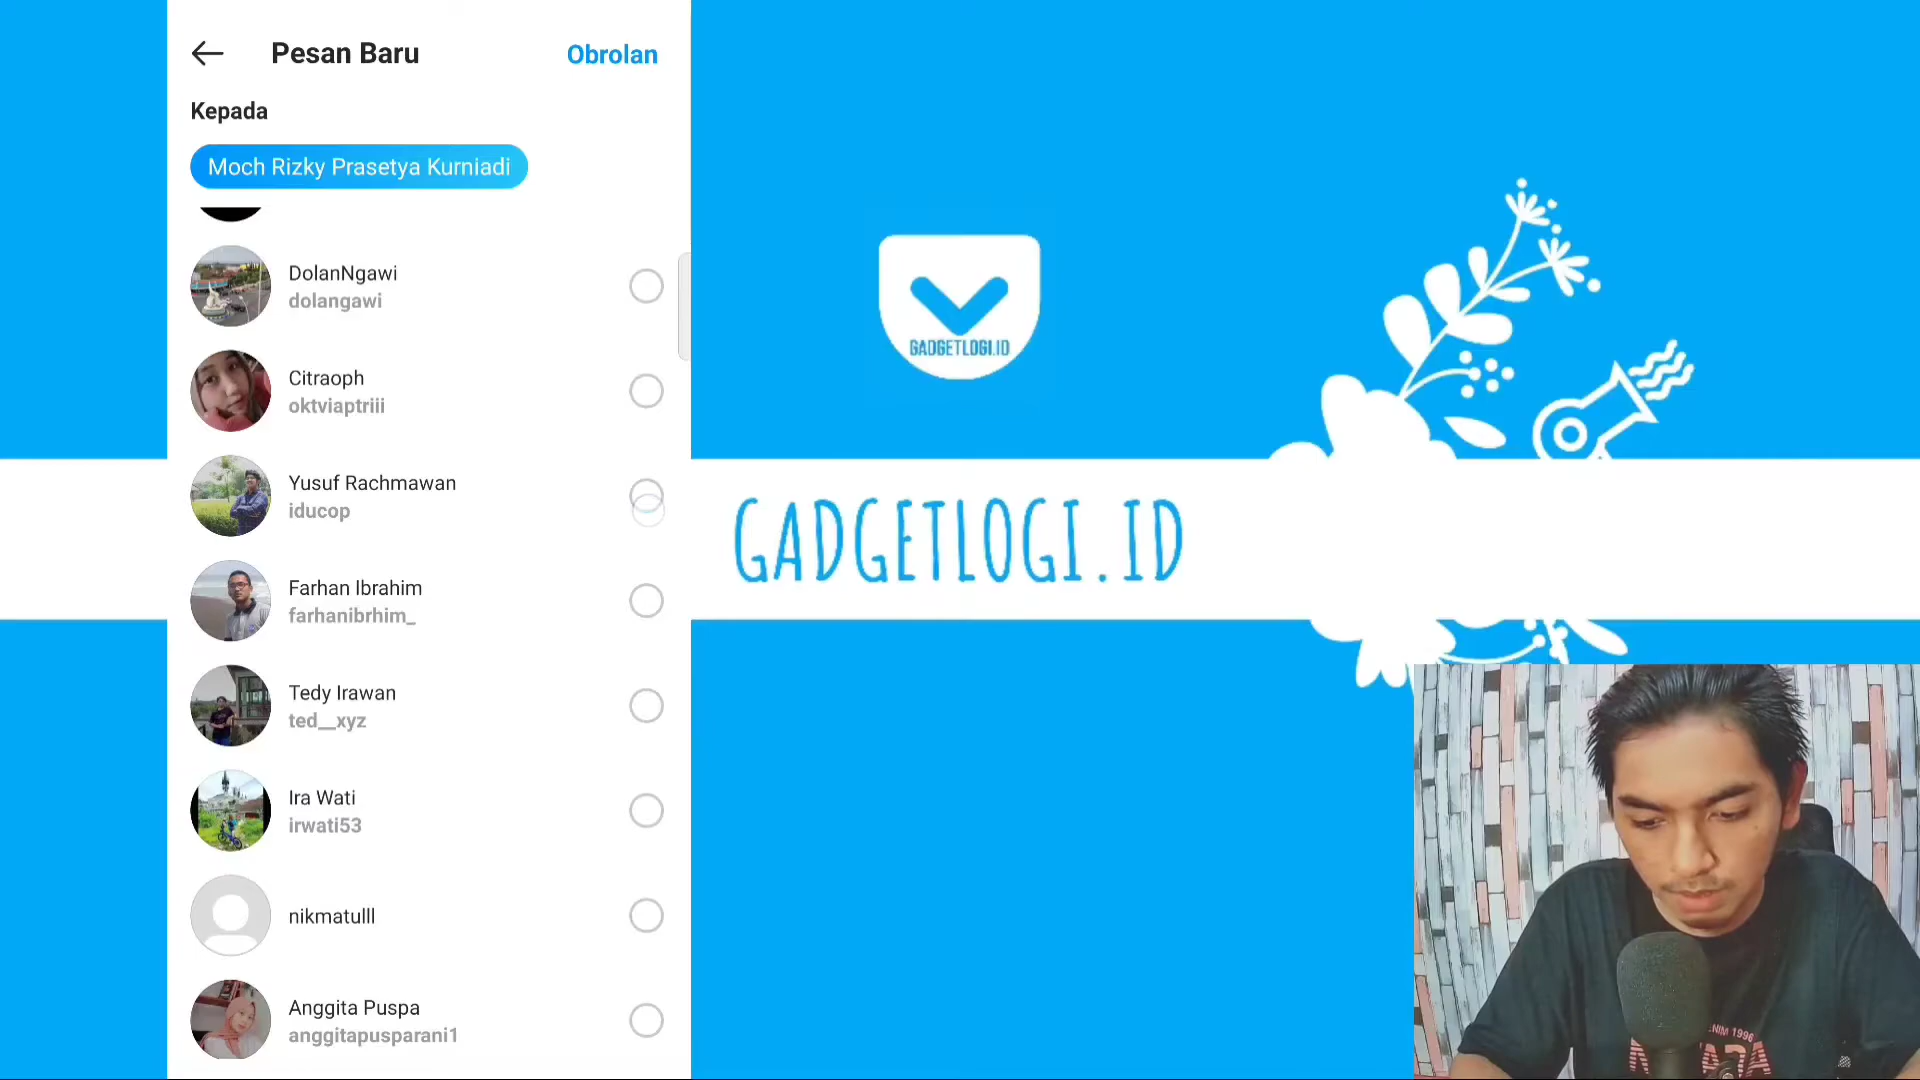 Pesan Baru
Obrolan
Kepada
Moch Rizky Prasetya Kurniadi
DolanNgawi
dolangawi
Citraoph
oktviaptriii
Yusuf Rachmawan
iducop
Farhan Ibrahim
farhanibrhim_
Tedy Irawan
ted__xyz
Ira Wati
irwati53
nikmatulll
Anggita Puspa
anggitapusparani1
GADGETLOGI.ID
GADGETLOGI.ID
1996